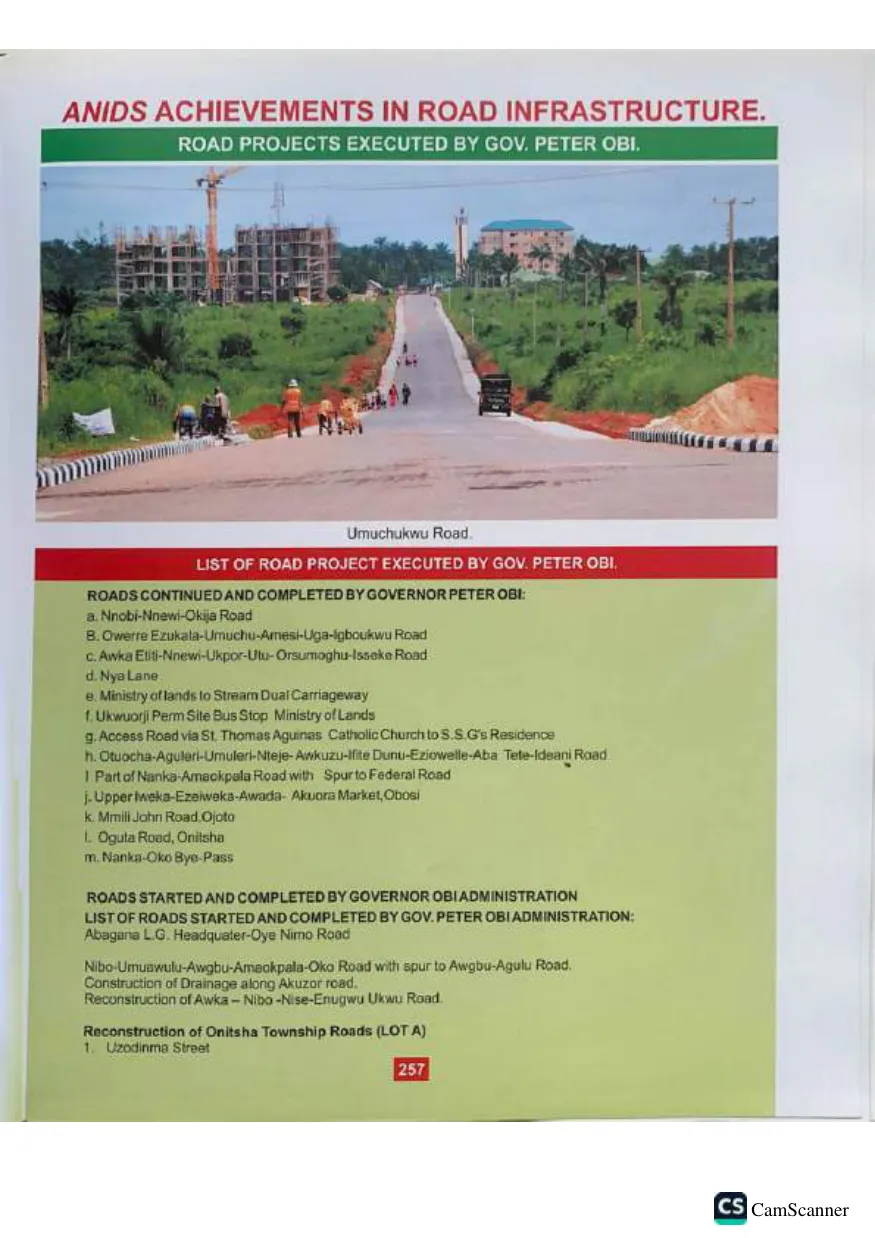 ANIDS ACHIEVEMENTS IN ROAD INFRASTRUCTURE.
ROAD PROJECTS EXECUTED BY GOV. PETER OBI.
Umuchukwu Road.
LIST OF ROAD PROJECT EXECUTED BY GOV. PETER OBI.
ROADS CONTINUED AND COMPLETED BY GOVERNOR PETER OBI:
a. Nnobi-Nnewi-Okija Road
B. Owerre Ezukala-Umuchu-Amesi-Uga-Igboukwu Road
c. Awka Etiti-Nnewi-Ukpor-Utu- Orsumoghu-Isseke Road
d. Nya Lane
e. Ministry of lands to Stream Dual Carriageway
f. Ukwuorji Perm Site Bus Stop Ministry of Lands
g. Access Road via St. Thomas Aguinas Catholic Church to S.S.G's Residence
h. Otuocha-Aguleri-Umuleri-Nteje- Awkuzu-Ifite Dunu-Eziowelle-Aba Tete-Ideani Road
I Part of Nanka-Amaokpala Road with Spur to Federal Road
j. Upper Iweka-Ezeiweka-Awada- Akuora Market,Obosi
k. Mmili John Road,Ojoto
l. Oguta Road, Onitsha
m. Nanka-Oko Bye-Pass
ROADS STARTED AND COMPLETED BY GOVERNOR OBI ADMINISTRATION
LIST OF ROADS STARTED AND COMPLETED BY GOV. PETER OBI ADMINISTRATION:
Abagana L.G. Headquater-Oye Nimo Road
Nibo-Umuawulu-Awgbu-Amaokpala-Oko Road with spur to Awgbu-Agulu Road.
Construction of Drainage along Akuzor road.
Reconstruction of Awka – Nibo -Nise-Enugwu Ukwu Road.
Reconstruction of Onitsha Township Roads (LOT A)
1. Uzodinma Street
257
CS CamScanner